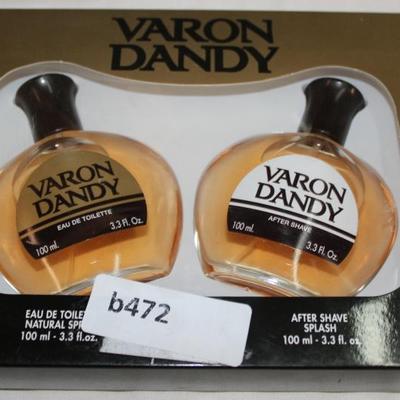 VARON
DANDY
VARON
DANDY
EAU DE TOILETTE
100 ml.
3.3 Fl. Oz.
VARON
DANDY
AFTER SHAVE
100 ml.
3.3 Fl. Oz.
b472
EAU DE
NATURAL
100 ml - 3.3 fl.oz.
AFTER SHAVE
SPLASH
100 ml - 3.3 fl. oz.